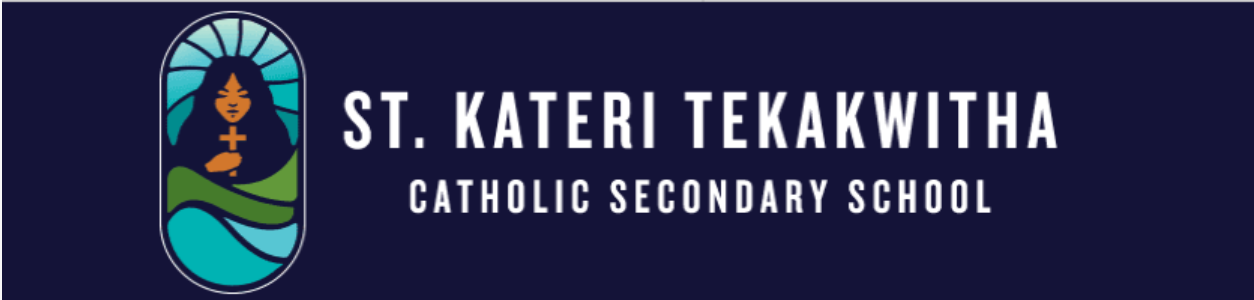 ST. KATERI TEKAKWITHA
CATHOLIC SECONDARY SCHOOL